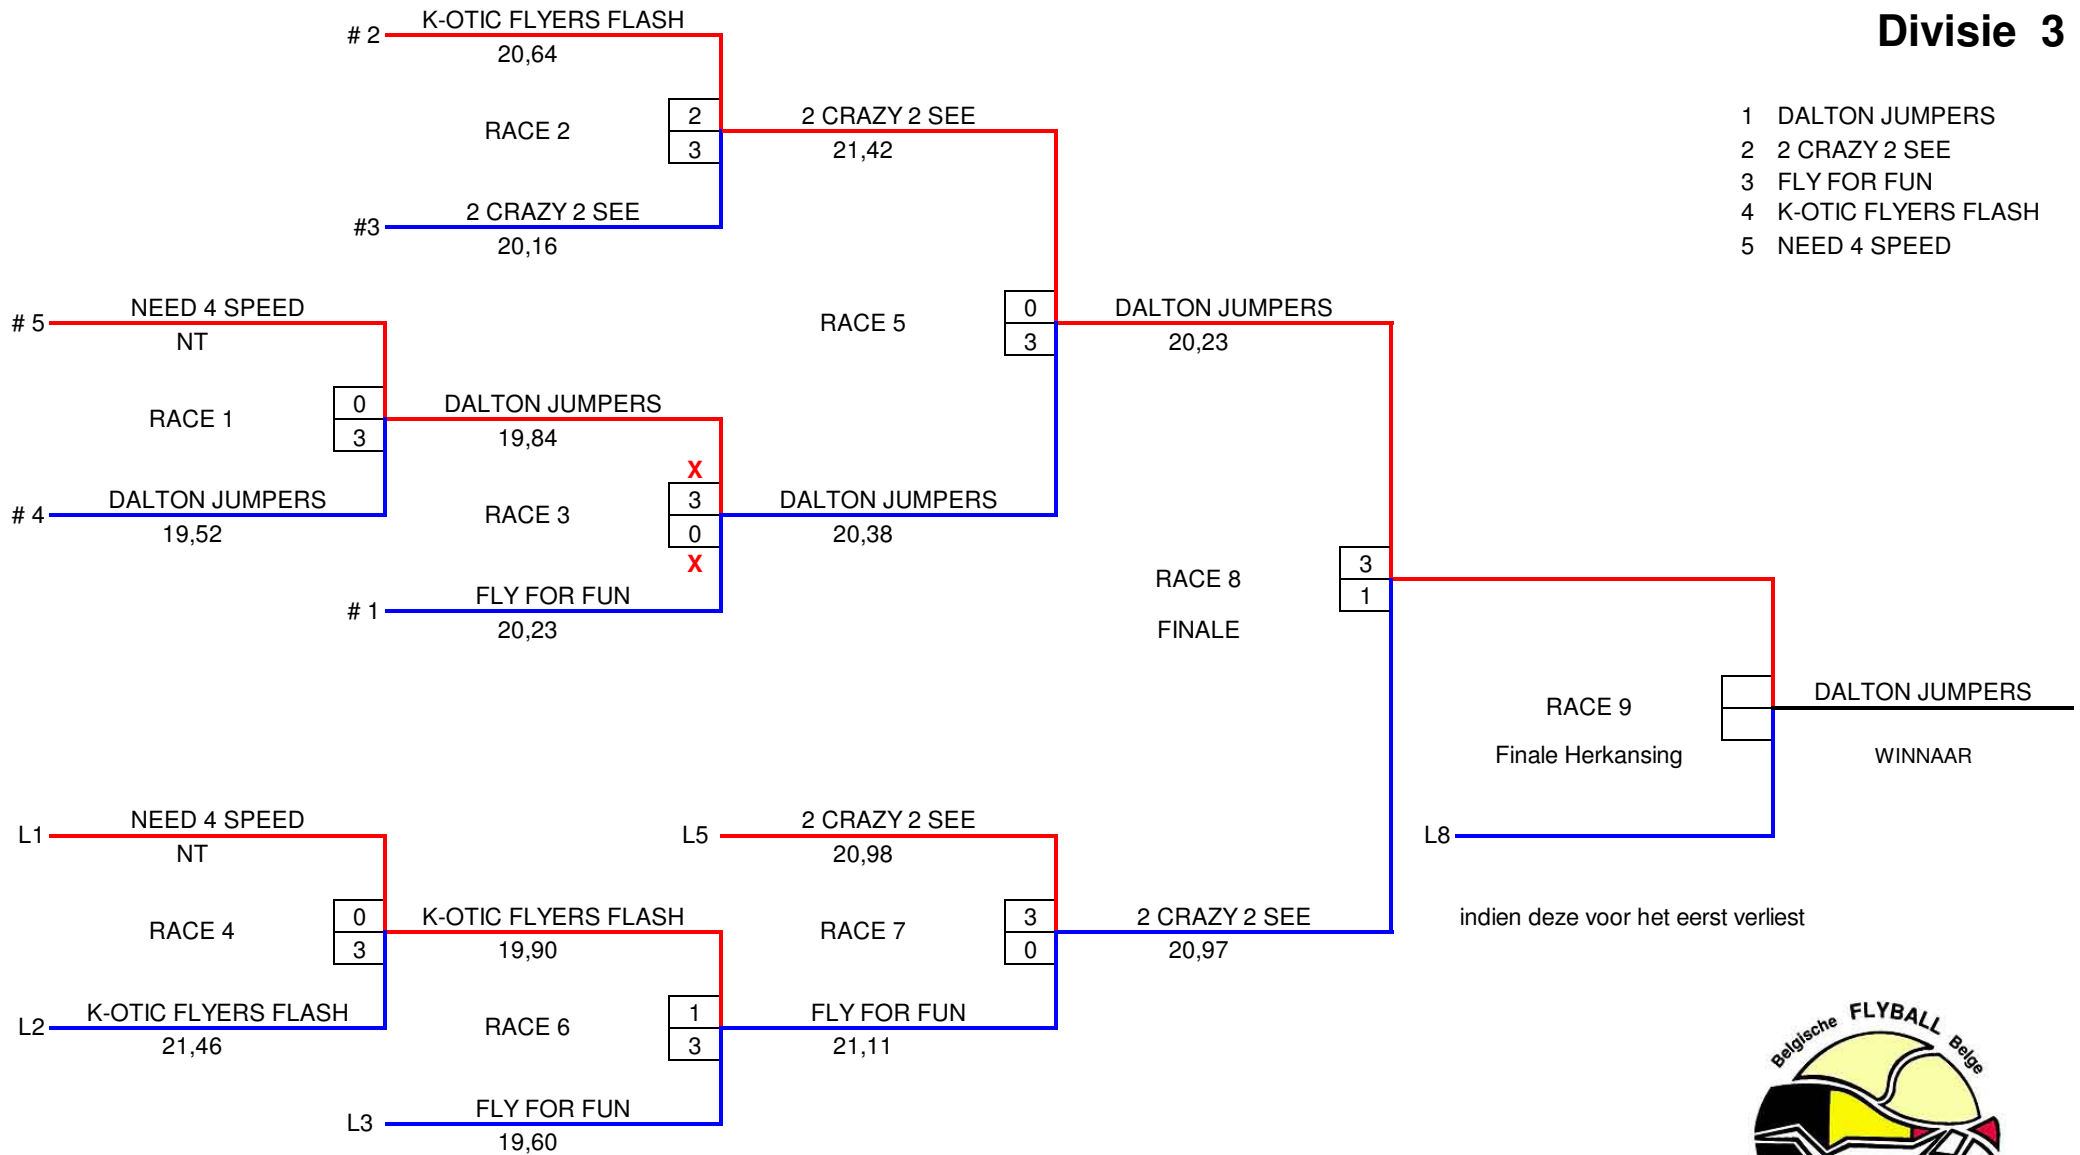 Divisie 3
1 DALTON JUMPERS
2 2 CRAZY 2 SEE
3 FLY FOR FUN
4 K-OTIC FLYERS FLASH
5 NEED 4 SPEED
# 2 K-OTIC FLYERS FLASH
20,64
RACE 2
2
3
#3 2 CRAZY 2 SEE
20,16
2 CRAZY 2 SEE
21,42
# 5 NEED 4 SPEED
NT
RACE 1
0
3
# 4 DALTON JUMPERS
19,52
DALTON JUMPERS
19,84
X
RACE 3
3
0
X
# 1 FLY FOR FUN
20,23
DALTON JUMPERS
20,38
RACE 5
0
3
DALTON JUMPERS
20,23
RACE 8
3
1
FINALE
RACE 9
Finale Herkansing
DALTON JUMPERS
WINNAAR
L8
indien deze voor het eerst verliest
L1 NEED 4 SPEED
NT
RACE 4
0
3
L2 K-OTIC FLYERS FLASH
21,46
K-OTIC FLYERS FLASH
19,90
RACE 6
1
3
L3 FLY FOR FUN
19,60
L5 2 CRAZY 2 SEE
20,98
RACE 7
3
0
FLY FOR FUN
21,11
2 CRAZY 2 SEE
20,97
Belgische FLYBALL Belge